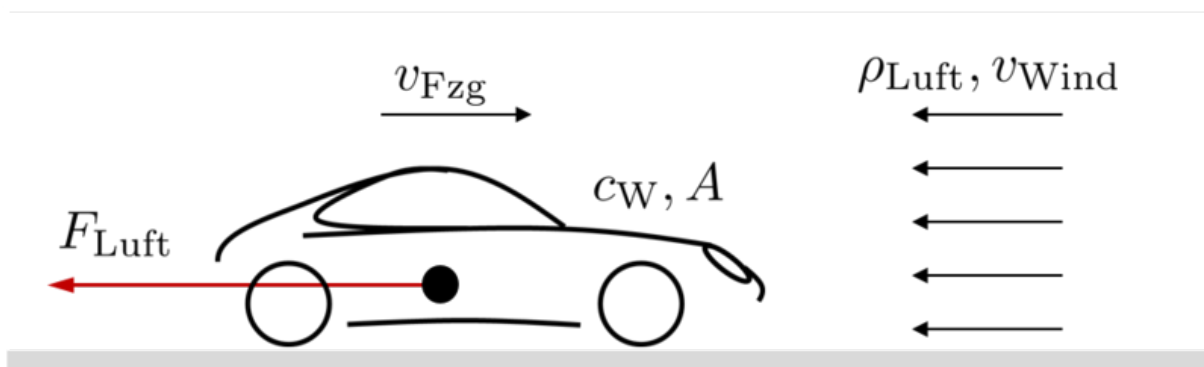 v_Fzg
ρ_Luft, v_Wind
c_W, A
F_Luft